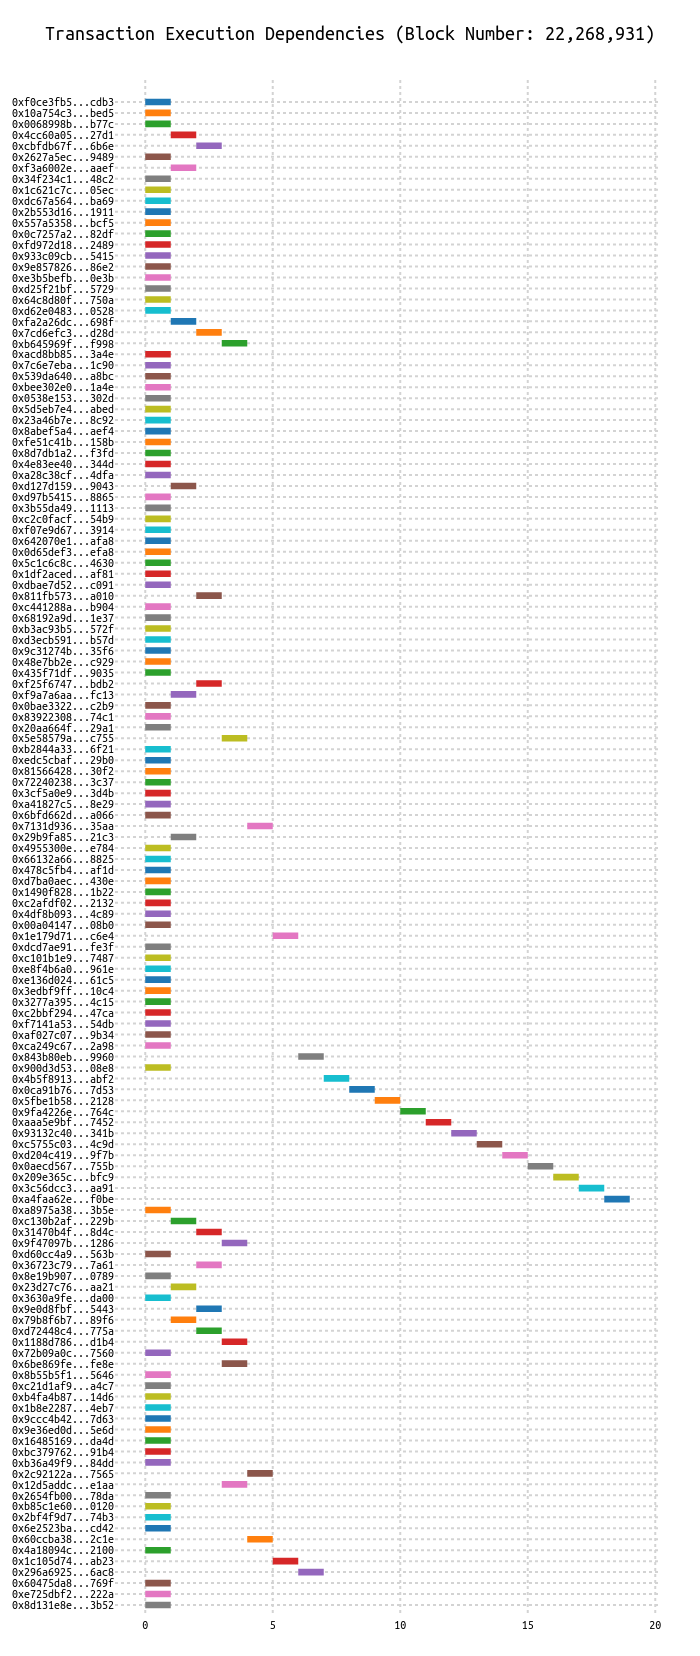 Transaction Execution Dependencies (Block Number: 22,268,931)
0xf0ce3fb5...cdb3
0x10a754c3...bed5
0x0068998b...b77c
0x4cc60a05...27d1
0xcbfdb67f...6b6e
0x2627a5ec...9489
0xf3a6002e...aaef
0x34f234c1...48c2
0x1c621c7c...05ec
0xdc67a564...ba69
0x2b553d16...1911
0x557a5358...bcf5
0x0c7257a2...82df
0xfd972d18...2489
0x933c09cb...5415
0x9e857826...86e2
0xe3b5befb...0e3b
0xd25f21bf...5729
0x64c8d80f...750a
0xd62e0483...0528
0xfa2a26dc...698f
0x7cd6efc3...d28d
0xb645969f...f998
0xacd8bb85...3a4e
0x7c6e7eba...1c90
0x539da640...a8bc
0xbee302e0...1a4e
0x0538e153...302d
0x5d5eb7e4...abed
0x23a46b7e...8c92
0x8abef5a4...aef4
0xfe51c41b...158b
0x8d7db1a2...f3fd
0x4e83ee40...344d
0xa28c38cf...4dfa
0xd127d159...9043
0xd97b5415...8865
0x3b55da49...1113
0xc2c0facf...54b9
0xf07e9d67...3914
0x642070e1...afa8
0x0d65def3...efa8
0x5c1c6c8c...4630
0x1df2aced...af81
0xdbae7d52...c091
0x811fb573...a010
0xc441288a...b904
0x68192a9d...1e37
0xb3ac93b5...572f
0xd3ecb591...b57d
0x9c31274b...35f6
0x48e7bb2e...c929
0x435f71df...9035
0xf25f6747...bdb2
0xf9a7a6aa...fc13
0x0bae3322...c2b9
0x83922308...74c1
0x20aa664f...29a1
0x5e58579a...c755
0xb2844a33...6f21
0xedc5cbaf...29b0
0x81566428...30f2
0x72240238...3c37
0x3cf5a0e9...3d4b
0xa41827c5...8e29
0x6bfd662d...a066
0x7131d936...35aa
0x29b9fa85...21c3
0x4955300e...e784
0x66132a66...8825
0x478c5fb4...af1d
0xd7ba0aec...430e
0x1490f828...1b22
0xc2afdf02...2132
0x4df8b093...4c89
0x00a04147...08b0
0x1e179d71...c6e4
0xdcd7ae91...fe3f
0xc101b1e9...7487
0xe8f4b6a0...961e
0xe136d024...61c5
0x3edbf9ff...10c4
0x3277a395...4c15
0xc2bbf294...47ca
0xf7141a53...54db
0xaf027c07...9b34
0xca249c67...2a98
0x843b80eb...9960
0x900d3d53...08e8
0x4b5f8913...abf2
0x0ca91b76...7d53
0x5fbe1b58...2128
0x9fa4226e...764c
0xaaa5e9bf...7452
0x93132c40...341b
0xc5755c03...4c9d
0xd204c419...9f7b
0x0aecd567...755b
0x209e365c...bfc9
0x3c56dcc3...aa91
0xa4faa62e...f0be
0xa8975a38...3b5e
0xc130b2af...229b
0x31470b4f...8d4c
0x9f47097b...1286
0xd60cc4a9...563b
0x36723c79...7a61
0x8e19b907...0789
0x23d27c76...aa21
0x3630a9fe...da00
0x9e0d8fbf...5443
0x79b8f6b7...89f6
0xd72448c4...775a
0x1188d786...d1b4
0x72b09a0c...7560
0x6be869fe...fe8e
0x8b55b5f1...5646
0xc21d1af9...a4c7
0xb4fa4b87...14d6
0x1b8e2287...4eb7
0x9ccc4b42...7d63
0x9e36ed0d...5e6d
0x16485169...da4d
0xbc379762...91b4
0xb36a49f9...84dd
0x2c92122a...7565
0x12d5addc...e1aa
0x2654fb00...78da
0xb85c1e60...0120
0x2bf4f9d7...74b3
0x6e2523ba...cd42
0x60ccba38...2c1e
0x4a18094c...2100
0x1c105d74...ab23
0x296a6925...6ac8
0x60475da8...769f
0xe725dbf2...222a
0x8d131e8e...3b52
0 5 10 15 20